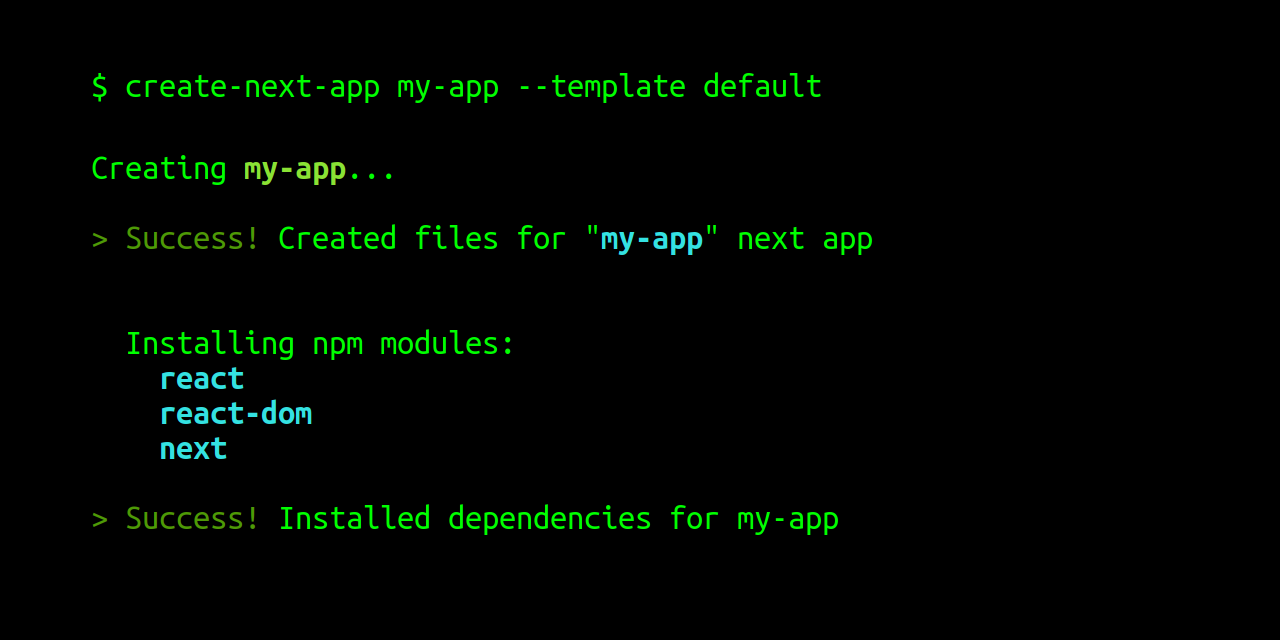 $ create-next-app my-app --template default
Creating my-app...
> Success! Created files for "my-app" next app
Installing npm modules:
react
react-dom
next
> Success! Installed dependencies for my-app